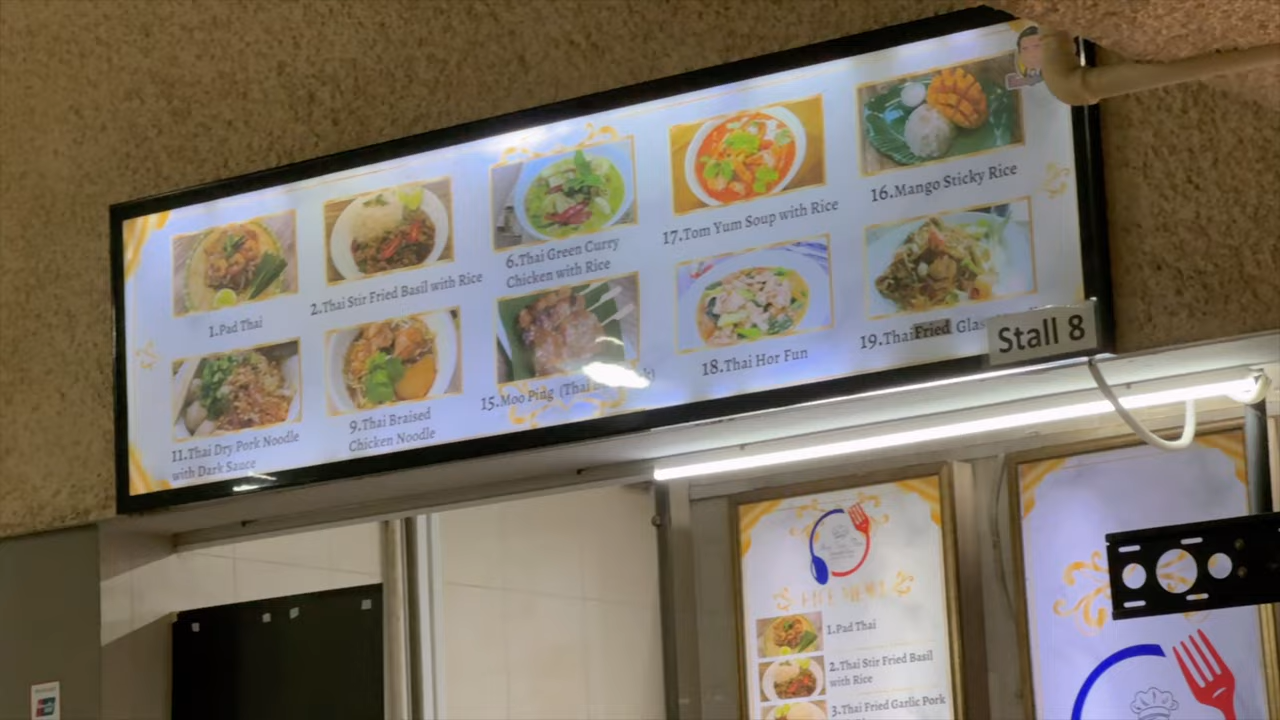 1.Pad Thai
2.Thai Stir Fried Basil with Rice
6.Thai Green Curry
Chicken with Rice
17.Tom Yum Soup with Rice
16.Mango Sticky Rice
11.Thai Dry Pork Noodle
with Dark Sauce
9.Thai Braised
Chicken Noodle
15.Moo Ping (Thai
18.Thai Hor Fun
19.Thai Fried
Stall 8
1.Pad Thai
2.Thai Stir Fried Basil
with Rice
3.Thai Fried Garlic Pork